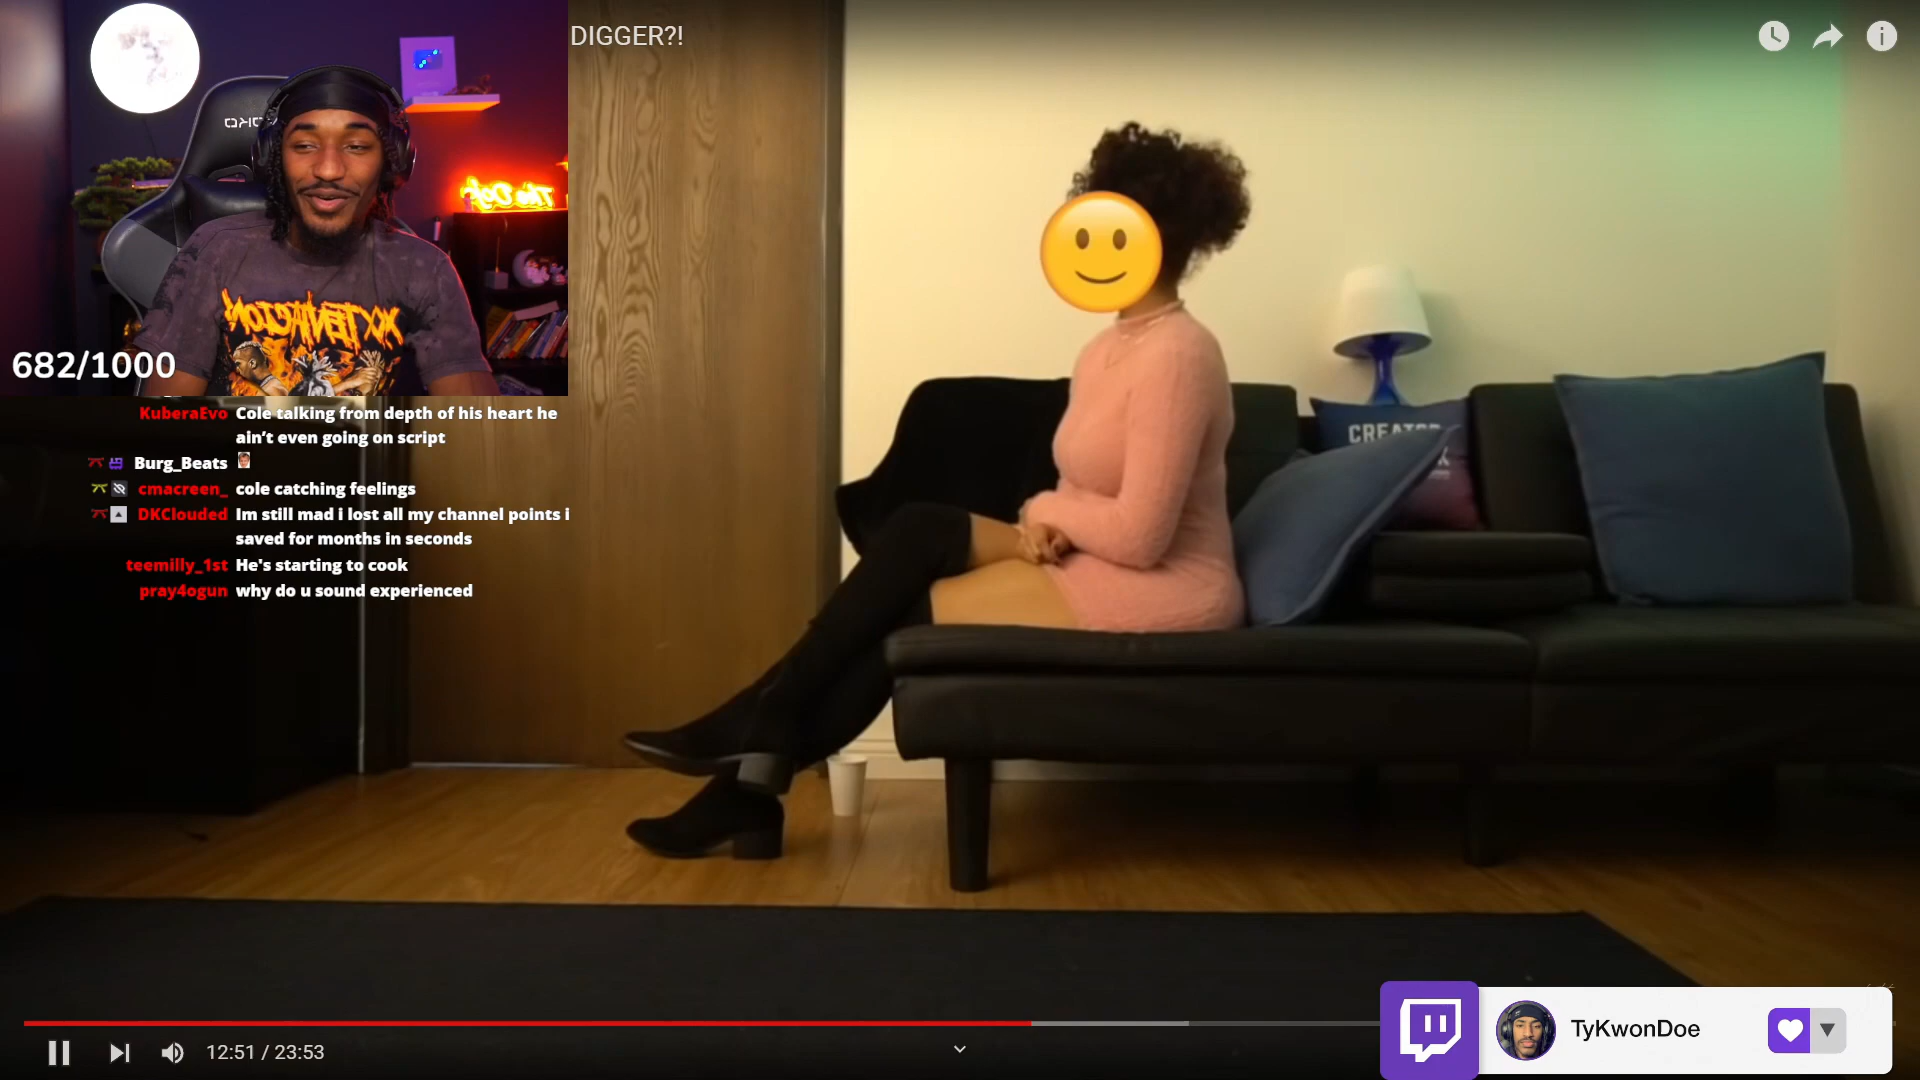 DIGGER?!
682/1000
KuberaEvo Cole talking from depth of his heart he
ain't even going on script
Burg_Beats
cmacreen_ cole catching feelings
DKClouded Im still mad i lost all my channel points i
saved for months in seconds
teemilly_1st He's starting to cook
pray4ogun why do u sound experienced
CREATOR
12:51 / 23:53
TyKwonDoe